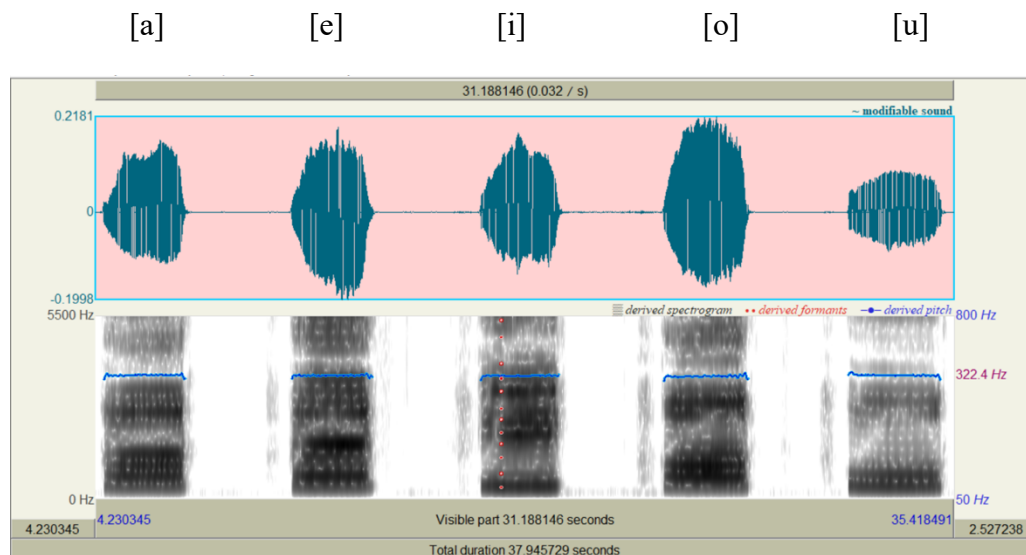 [a] [e] [i] [o] [u]
31.188146 (0.032 / s)
0.2181
~ modifiable sound
0
-0.1998
5500 Hz
derived spectrogram derived formants derived pitch
800 Hz
322.4 Hz
0 Hz
50 Hz
4.230345
4.230345
Visible part 31.188146 seconds
35.418491
2.527238
Total duration 37.945729 seconds